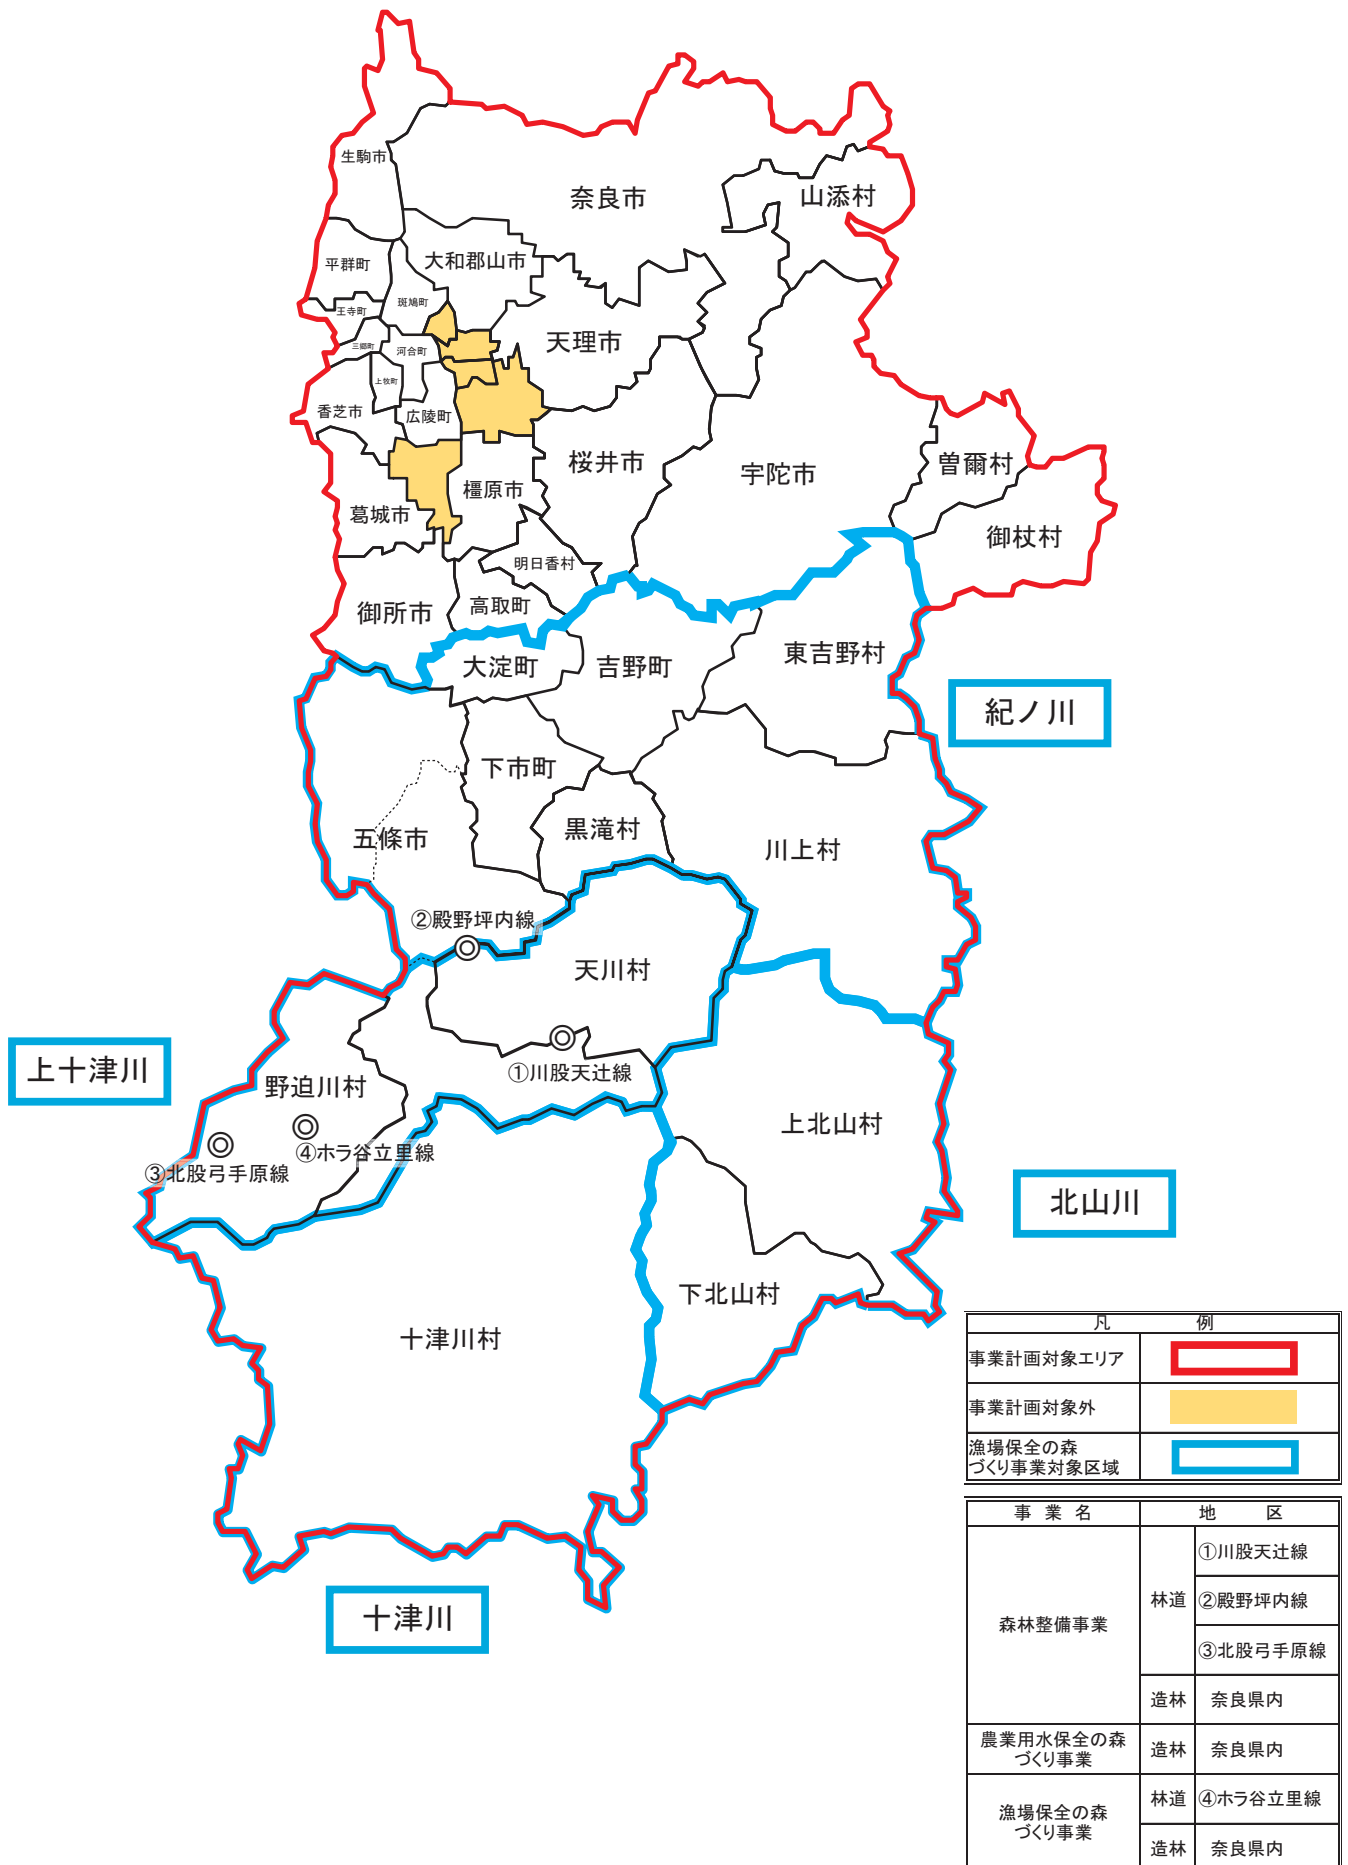 生駒市
奈良市
山添村
平群町
大和郡山市
斑鳩町
王寺町
天理市
三郷町
河合町
上牧町
香芝市
広陵町
桜井市
宇陀市
曽爾村
橿原市
葛城市
御杖村
明日香村
高取町
御所市
大淀町
吉野町
東吉野村
紀ノ川
下市町
黒滝村
五條市
川上村
②殿野坪内線
天川村
上十津川
①川股天辻線
野迫川村
④ホラ谷立里線
③北股弓手原線
上北山村
北山川
下北山村
十津川村
十津川
凡 例
事業計画対象エリア
事業計画対象外
漁場保全の森
づくり事業対象区域
事 業 名
地 区
森林整備事業
林道
①川股天辻線
②殿野坪内線
③北股弓手原線
造林
奈良県内
農業用水保全の森
づくり事業
造林
奈良県内
漁場保全の森
づくり事業
林道
④ホラ谷立里線
造林
奈良県内